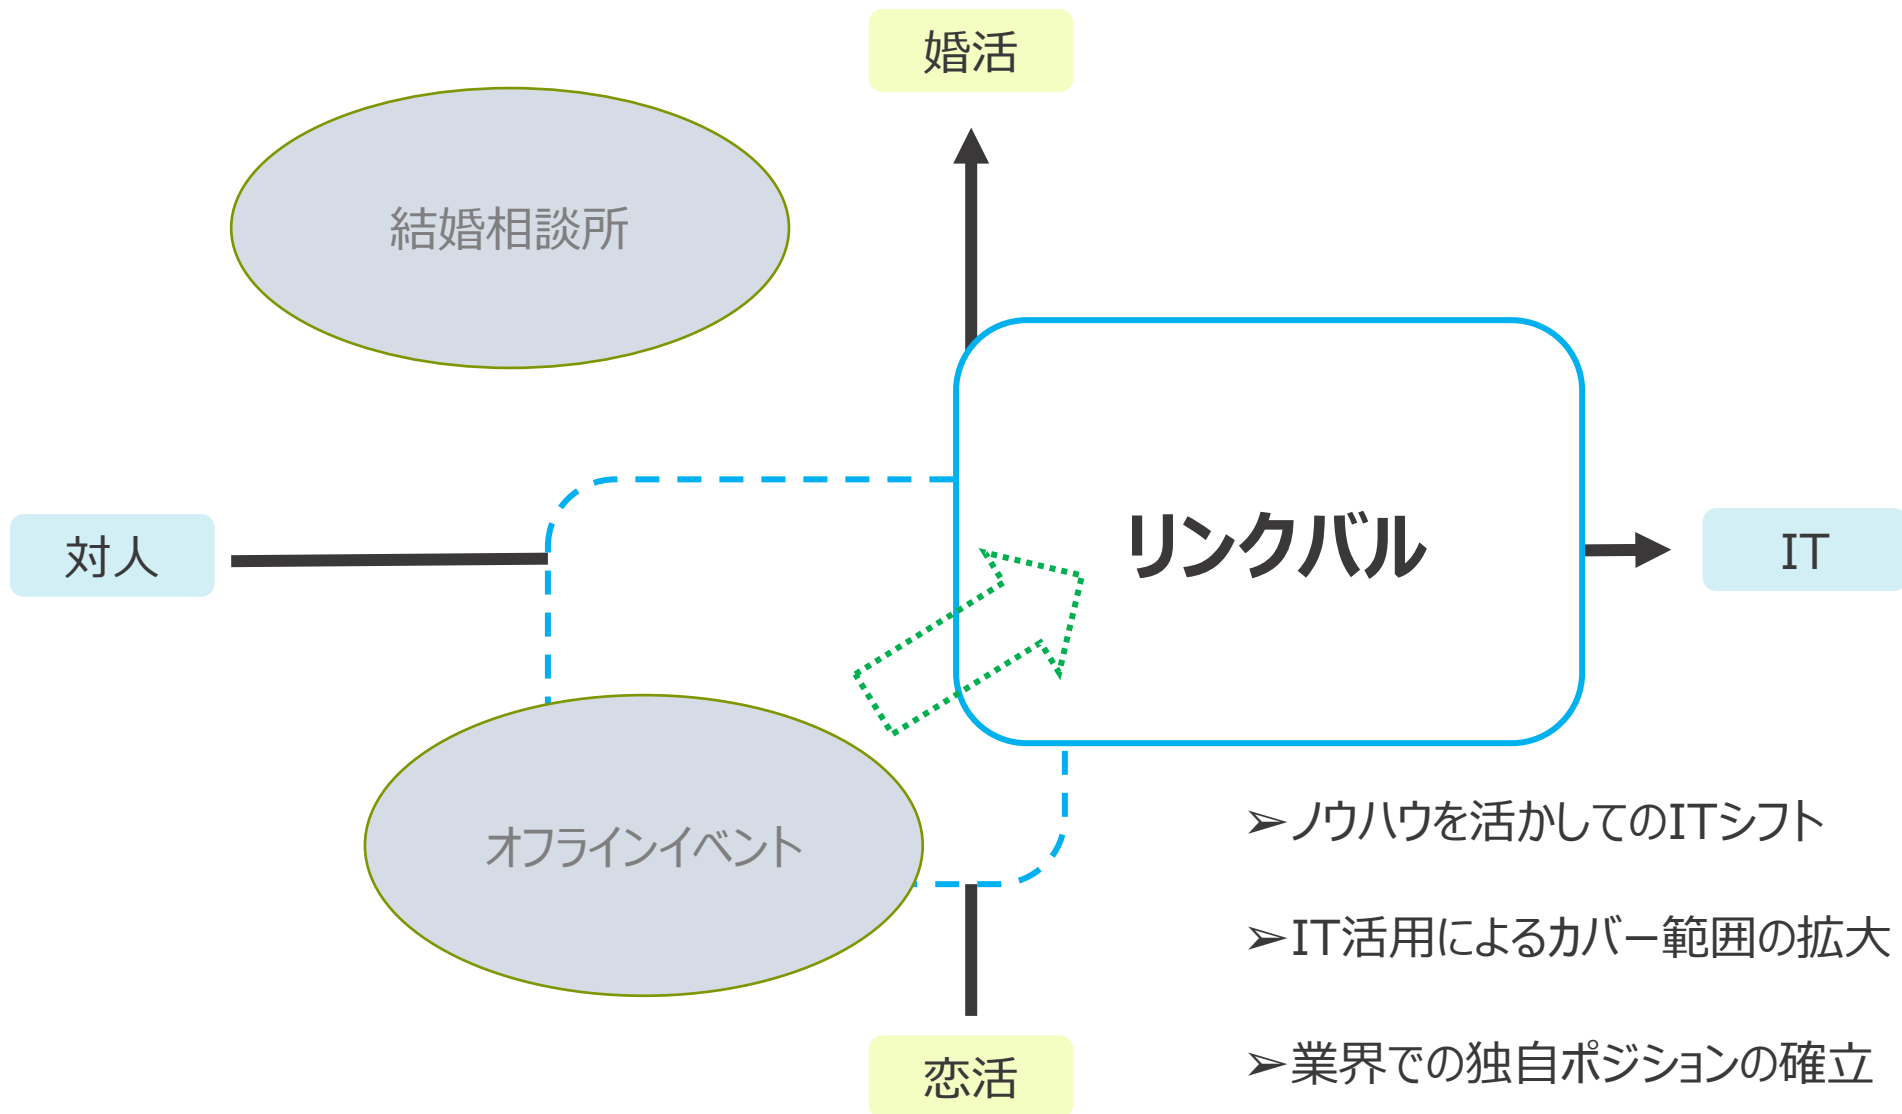 婚活
結婚相談所
リンクバル
対人
IT
オフラインイベント
➢ノウハウを活かしてのITシフト
➢IT活用によるカバー範囲の拡大
➢業界での独自ポジションの確立
恋活